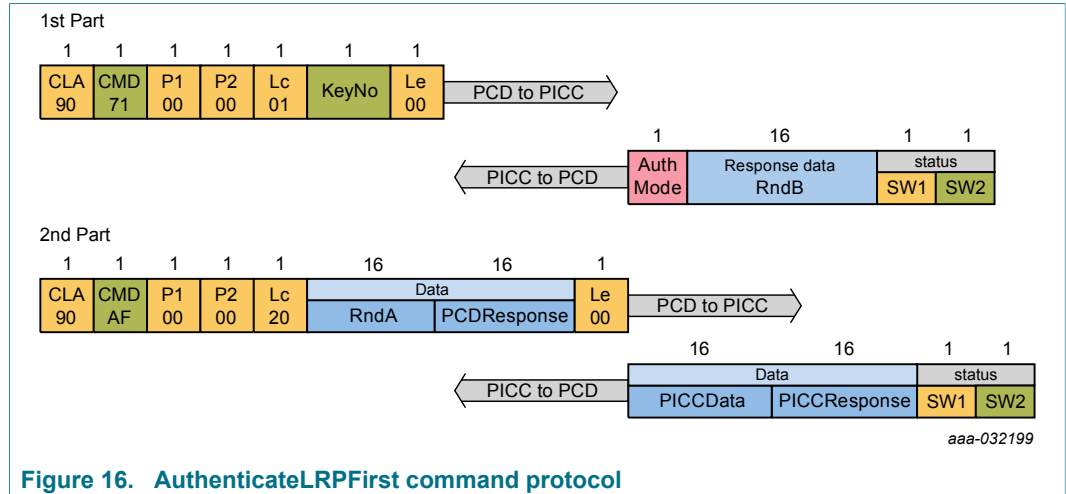 1st Part
1 1 1 1 1 1 1
CLA 90 CMD 71 P1 00 P2 00 Lc 01 KeyNo Le 00 PCD to PICC
1 16 1 1
PICC to PCD Auth Mode Response data RndB status SW1 SW2
2nd Part
1 1 1 1 1 16 16 1
CLA 90 CMD AF P1 00 P2 00 Lc 20 Data RndA PCDResponse Le 00 PCD to PICC
16 16 1 1
PICC to PCD Data PICCData PICCResponse status SW1 SW2
aaa-032199
Figure 16. AuthenticateLRPFirst command protocol